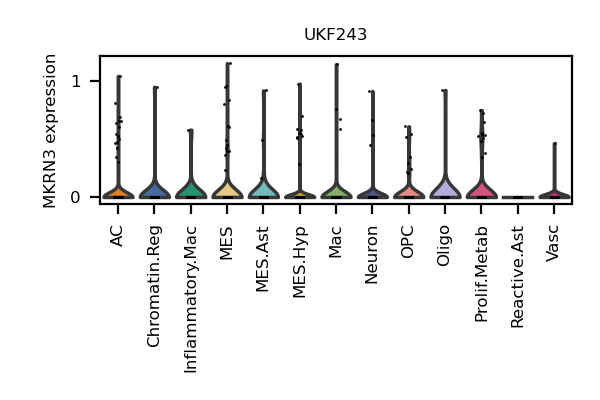 UKF243
MKRN3 expression
1
0
AC
Chromatin.Reg
Inflammatory.Mac
MES
MES.Ast
MES.Hyp
Mac
Neuron
OPC
Oligo
Prolif.Metab
Reactive.Ast
Vasc